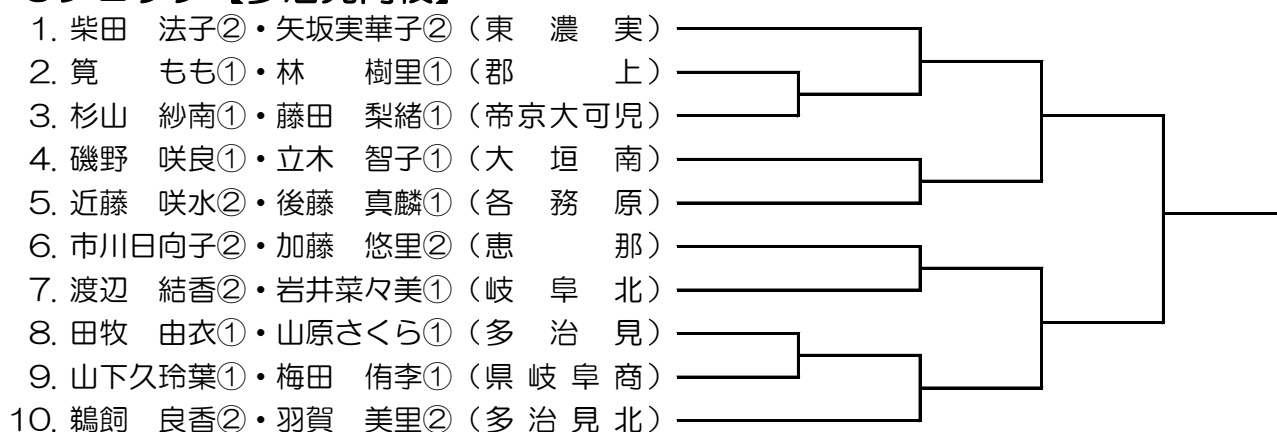 1．柴田　法子②・矢坂実華子②（東　濃　実）
2．筧　　もも①・林　　樹里①（郡　　　上）
3．杉山　紗南①・藤田　梨緒①（帝京大可児）
4．磯野　咲良①・立木　智子①（大　垣　南）
5．近藤　咲水②・後藤　真麟①（各　務　原）
6．市川日向子②・加藤　悠里②（恵　　　那）
7．渡辺　結香②・岩井菜々美①（岐　阜　北）
8．田牧　由衣①・山原さくら①（多　治　見）
9．山下久玲葉①・梅田　侑李①（県岐阜商）
10．鵜飼　良香②・羽賀　美里②（多治見北）